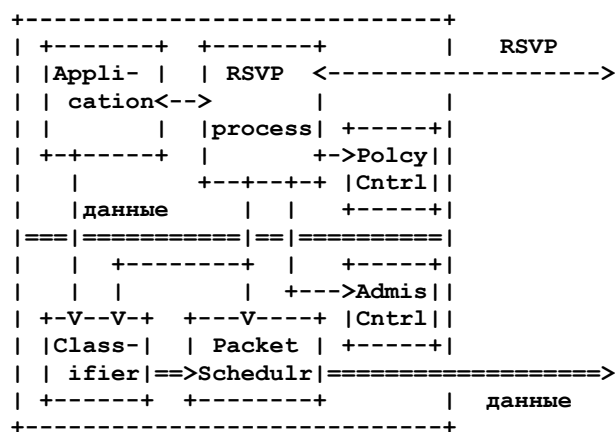 RSVP
Appli- RSVP
cation
process
Polcy
Cntrl
данные
Admis
Cntrl
Class- Packet
ifier Schedulr
данные